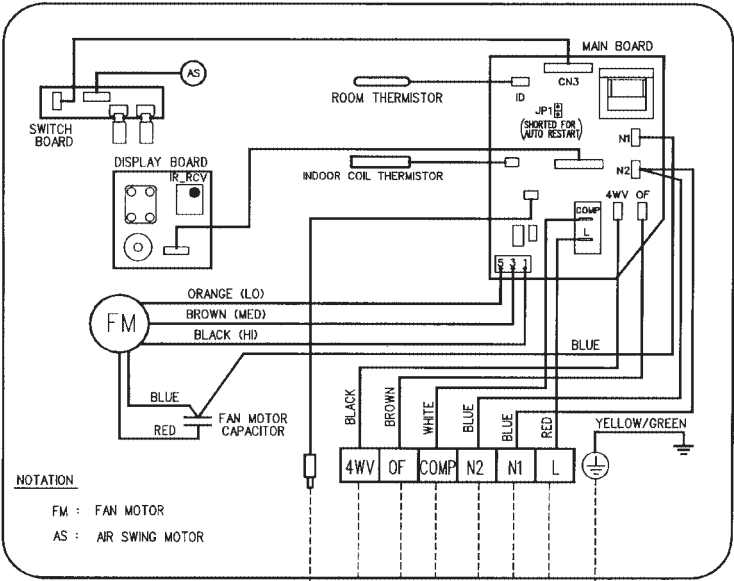 MAIN BOARD
AS
CN3
ROOM THERMISTOR
ID
JP1
(SHORTED FOR
AUTO RESTART)
SWITCH
BOARD
N1
DISPLAY BOARD
IR_RCV
INDOOR COIL THERMISTOR
N2
4WV OF
COMP
L
5 3 1
ORANGE (LO)
BROWN (MED)
BLACK (HI)
FM
BLUE
BLUE
RED
FAN MOTOR
CAPACITOR
BLACK
BROWN
WHITE
BLUE
BLUE
RED
YELLOW/GREEN
4WV OF COMP N2 N1 L
NOTATION
FM : FAN MOTOR
AS : AIR SWING MOTOR